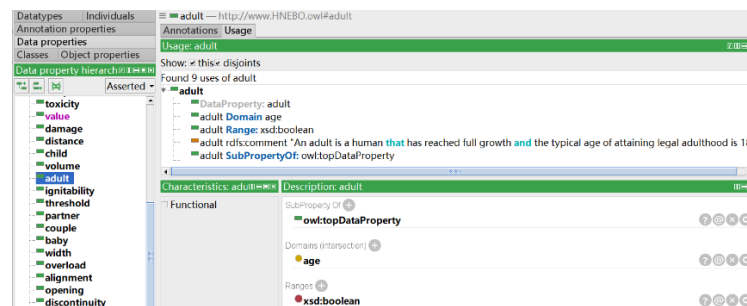 Datatypes Individuals
Annotation properties
Data properties
Classes Object properties
Data property hierarch
Asserted
toxicity
value
damage
distance
child
volume
adult
ignitability
threshold
partner
couple
baby
width
overload
alignment
opening
discontinuity
adult — http://www.HNEBO.owl#adult
Annotations Usage
Usage: adult
Show: this disjoints
Found 9 uses of adult
adult
DataProperty: adult
adult Domain age
adult Range: xsd:boolean
adult rdfs:comment "An adult is a human that has reached full growth and the typical age of attaining legal adulthood is 18
adult SubPropertyOf: owl:topDataProperty
Characteristics: adu
Functional
Description: adult
SubProperty Of
owl:topDataProperty
Domains (intersection)
age
Ranges
xsd:boolean